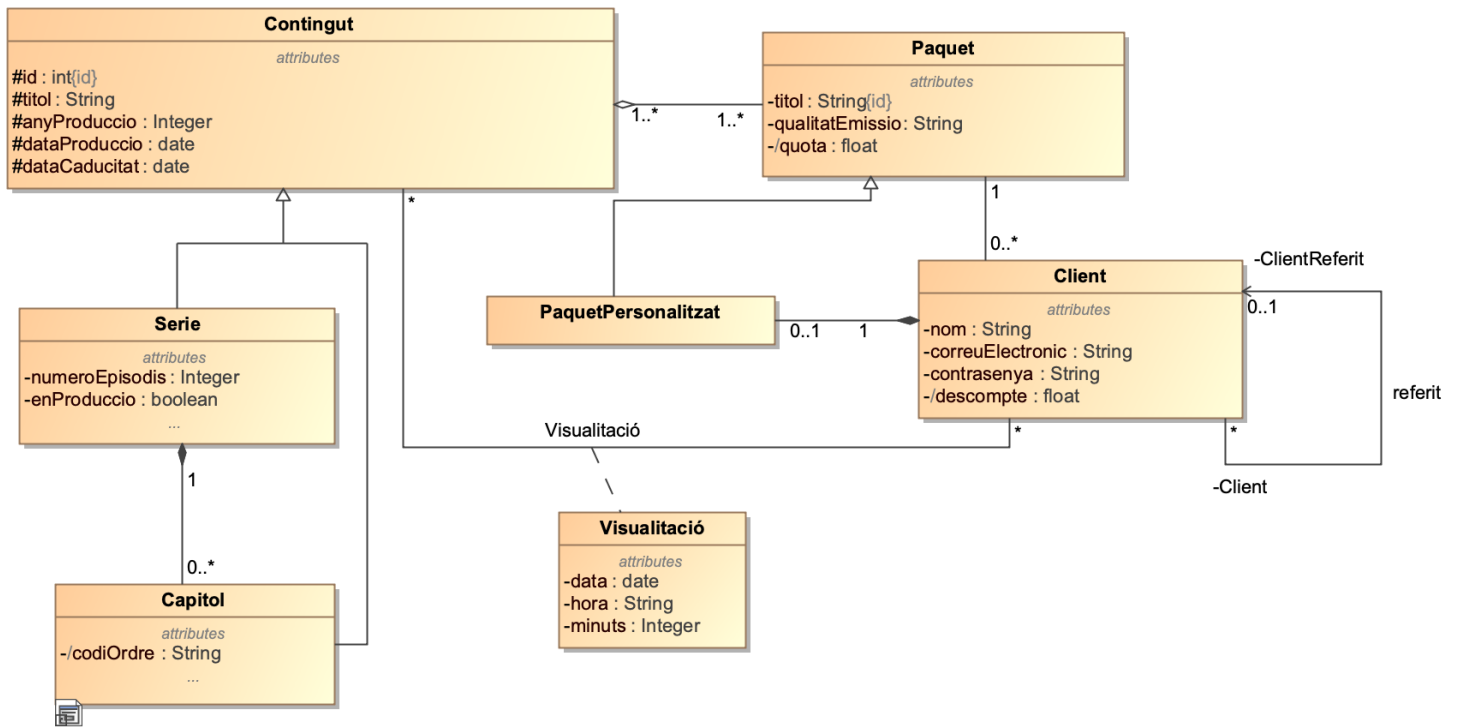 Contingut
attributes
#id : int{id}
#titol : String
#anyProduccio : Integer
#dataProduccio : date
#dataCaducitat : date
1..*
1..*
Paquet
attributes
-titol : String{id}
-qualitatEmissio : String
-/quota : float
*
1
0..*
Serie
attributes
-numeroEpisodis : Integer
-enProduccio : boolean
...
PaquetPersonalitzat
0..1
1
Client
attributes
-nom : String
-correuElectronic : String
-contrasenya : String
-/descompte : float
-ClientReferit
0..1
referit
*
*
-Client
Visualitació
1
0..*
Visualitació
attributes
-data : date
-hora : String
-minuts : Integer
Capitol
attributes
-/codiOrdre : String
...